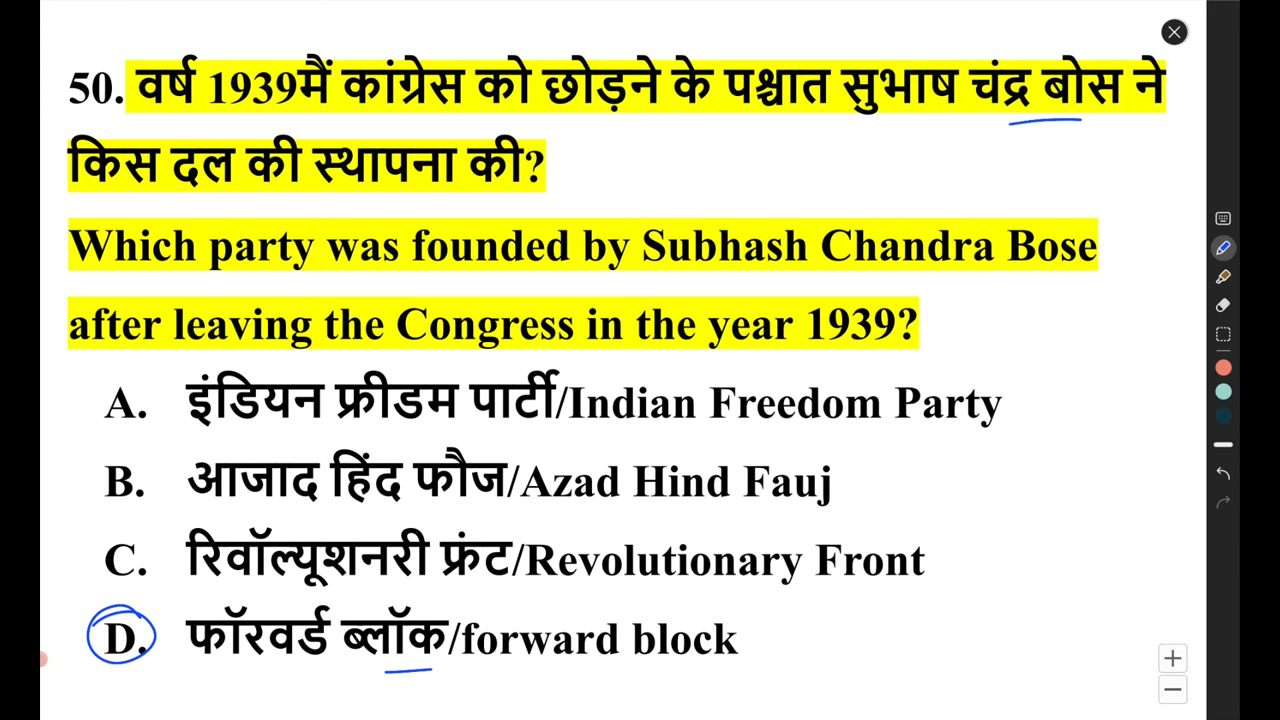 50. वर्ष 1939मैं कांग्रेस को छोड़ने के पश्चात सुभाष चंद्र बोस ने
किस दल की स्थापना की?
Which party was founded by Subhash Chandra Bose
after leaving the Congress in the year 1939?
A. इंडियन फ्रीडम पार्टी/Indian Freedom Party
B. आजाद हिंद फौज/Azad Hind Fauj
C. रिवॉल्यूशनरी फ्रंट/Revolutionary Front
D. फॉरवर्ड ब्लॉक/forward block